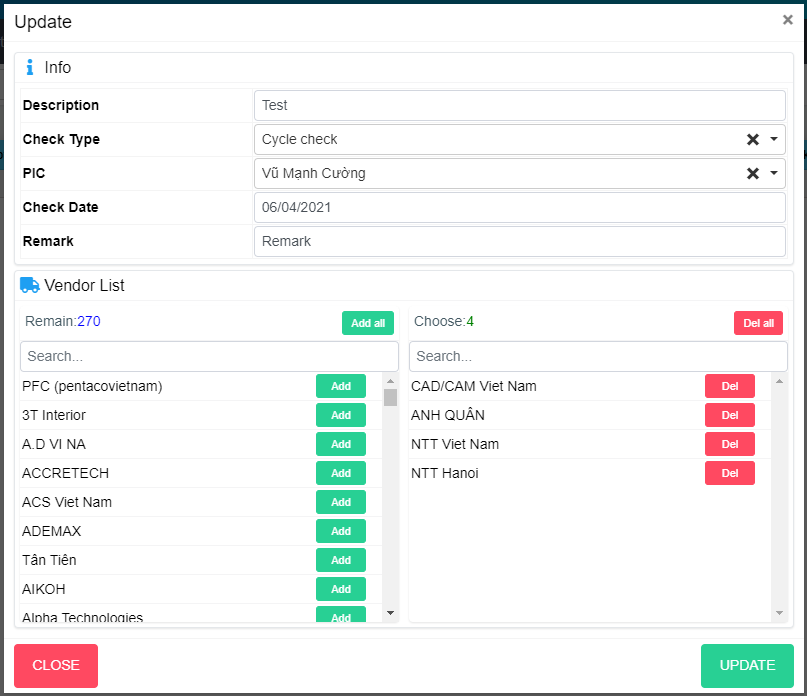 Update
Info
Description Test
Check Type Cycle check
PIC Vũ Mạnh Cường
Check Date 06/04/2021
Remark Remark
Vendor List
Remain:270 Add all Choose:4 Del all
Search... Search...
PFC (pentacovietnam) Add CAD/CAM Viet Nam Del
3T Interior Add ANH QUÂN Del
A.D VI NA Add NTT Viet Nam Del
ACCRETECH Add NTT Hanoi Del
ACS Viet Nam Add
ADEMAX Add
Tân Tiên Add
AIKOH Add
Alpha Technologies Add
CLOSE UPDATE